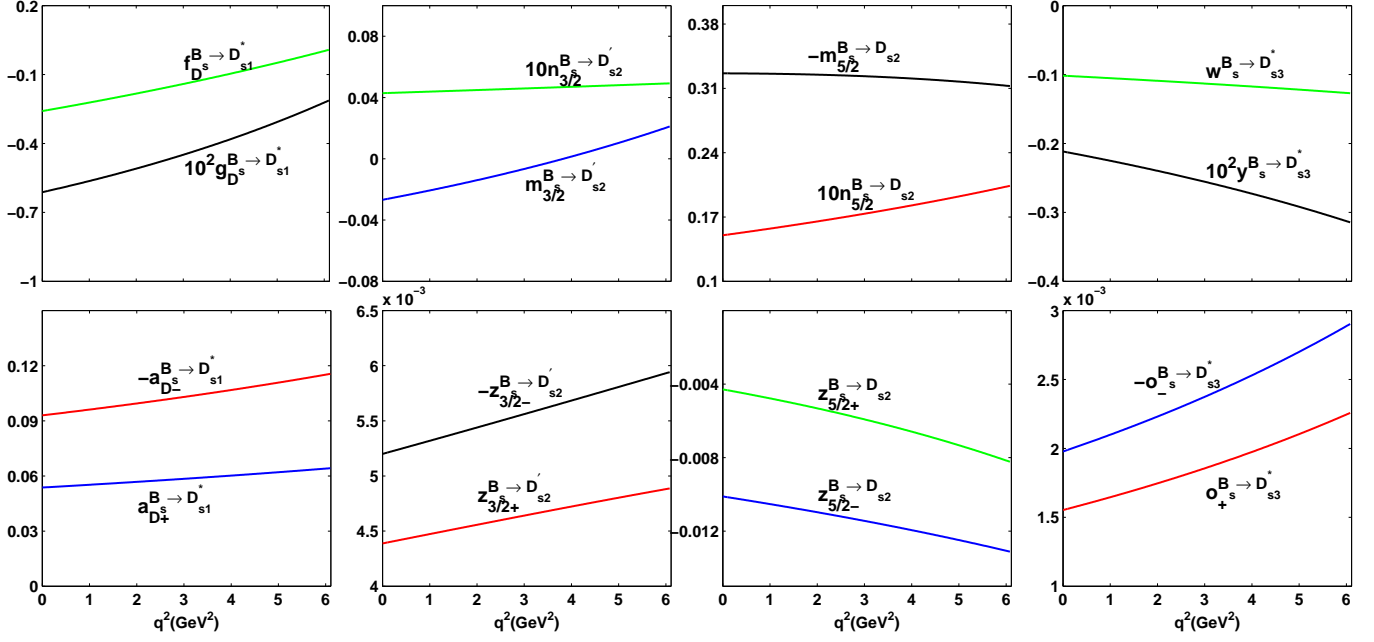 0.2
−0.1
−0.4
−0.7
−1
f_D^{B_s → D^*_{s1}}
10^2g_D^{B_s → D^*_{s1}}
0.08
0.04
0
−0.04
−0.08
10n_{3/2}^{B_s → D'_{s2}}
m_{3/2}^{B_s → D'_{s2}}
0.38
0.31
0.24
0.17
0.1
−m_{5/2}^{B_s → D_{s2}}
10n_{5/2}^{B_s → D_{s2}}
−0
−0.1
−0.2
−0.3
−0.4
w^{B_s → D^*_{s3}}
10^2y^{B_s → D^*_{s3}}
0.12
0.09
0.06
0.03
0
−a_{D−}^{B_s → D^*_{s1}}
a_{D+}^{B_s → D^*_{s1}}
0 1 2 3 4 5 6
q^2(GeV^2)
x 10^{−3}
6.5
6
5.5
5
4.5
4
−z_{3/2−}^{B_s → D'_{s2}}
z_{3/2+}^{B_s → D'_{s2}}
0 1 2 3 4 5 6
q^2(GeV^2)
−0.004
−0.008
−0.012
z_{5/2+}^{B_s → D_{s2}}
z_{5/2−}^{B_s → D_{s2}}
0 1 2 3 4 5 6
q^2(GeV^2)
x 10^{−3}
3
2.5
2
1.5
1
−o_−^{B_s → D^*_{s3}}
o_+^{B_s → D^*_{s3}}
0 1 2 3 4 5 6
q^2(GeV^2)